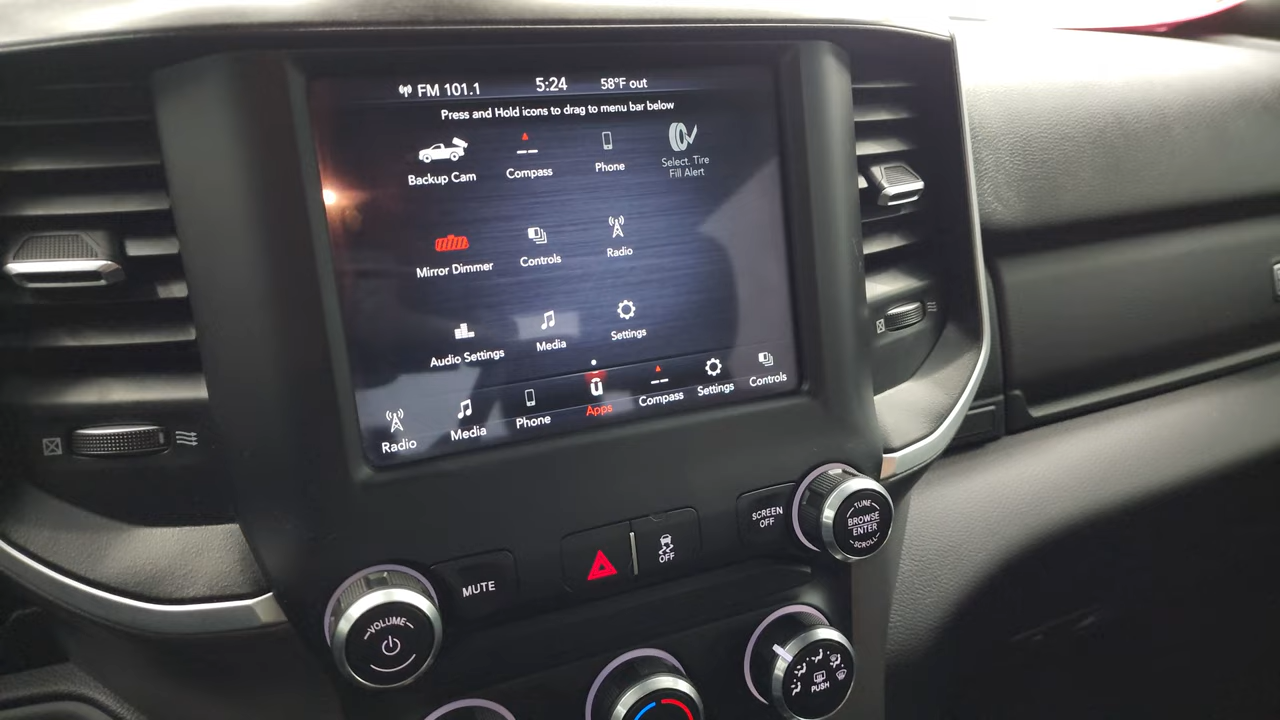 FM 101.1 5:24 58°F out
Press and Hold icons to drag to menu bar below
Backup Cam Compass Phone Select. Tire
Fill Alert
Mirror Dimmer Controls Radio
Audio Settings Media Settings
Radio Media Phone Apps Compass Settings Controls
SCREEN
OFF
TUNE
BROWSE
ENTER
SCROLL
OFF
MUTE
VOLUME
PUSH